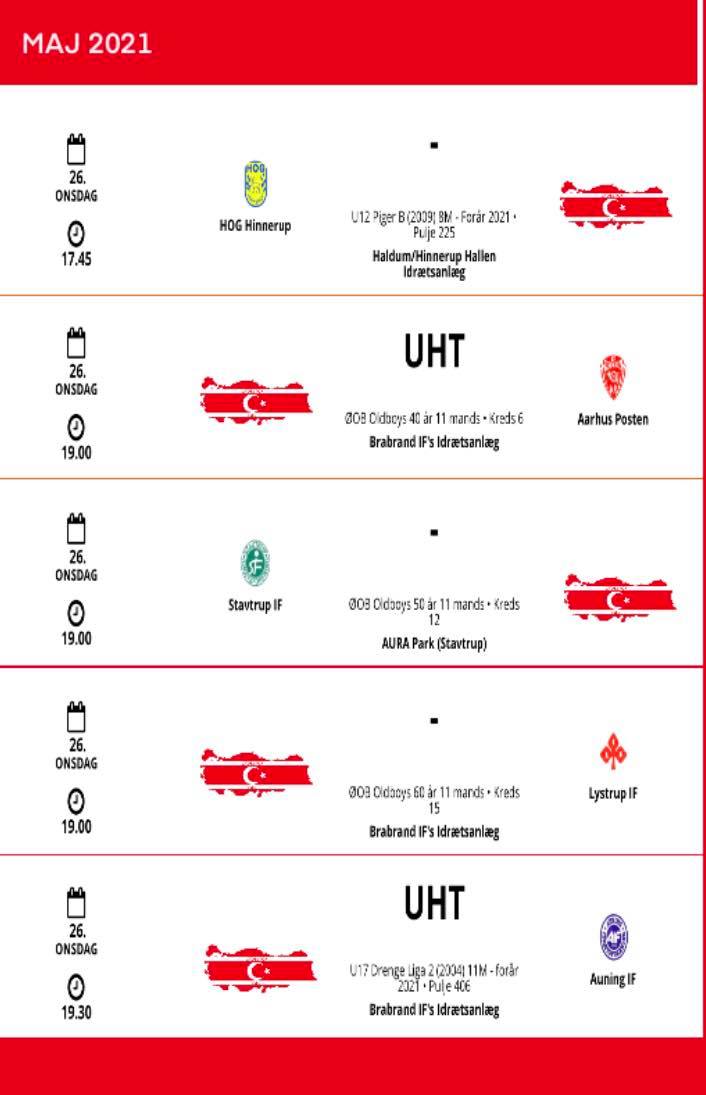 MAJ 2021
26.
ONSDAG
17.45
HOG
HOG Hinnerup
-
U12 Piger B (2009) 8M - Forår 2021 •
Pulje 225
Haldum/Hinnerup Hallen
Idrætsanlæg
26.
ONSDAG
19.00
UHT
ØOB Oldboys 40 år 11 mands • Kreds 6
Brabrand IF's Idrætsanlæg
Aarhus Posten
26.
ONSDAG
19.00
SIF
Stavtrup IF
-
ØOB Oldboys 50 år 11 mands • Kreds
12
AURA Park (Stavtrup)
26.
ONSDAG
19.00
-
ØOB Oldboys 60 år 11 mands • Kreds
15
Brabrand IF's Idrætsanlæg
Lystrup IF
26.
ONSDAG
19.30
UHT
U17 Drenge Liga 2 (2004) 11M - forår
2021 • Pulje 406
Brabrand IF's Idrætsanlæg
AIF
Auning IF